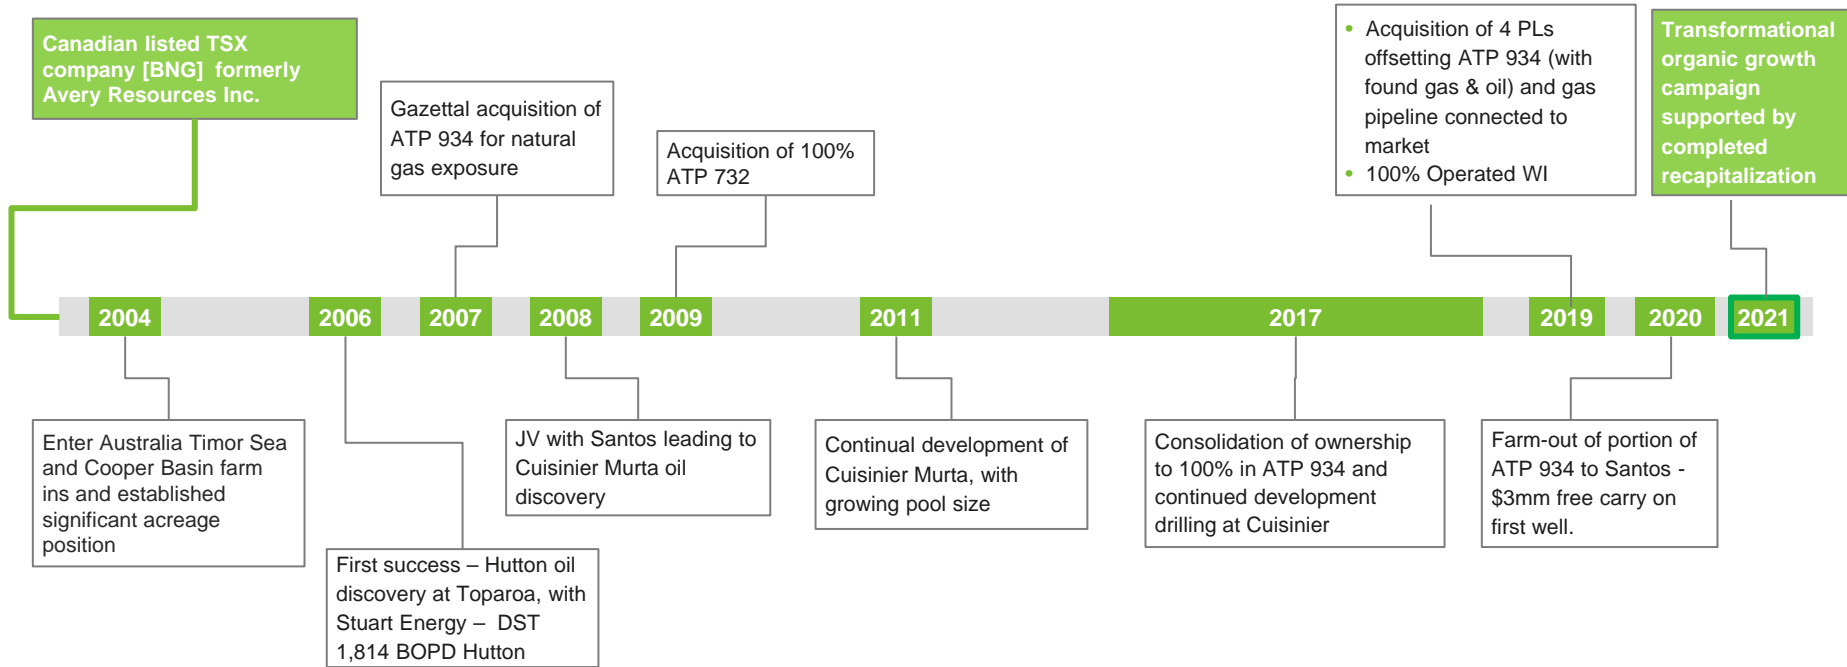 Canadian listed TSX
company [BNG] formerly
Avery Resources Inc.
Gazettal acquisition of
ATP 934 for natural
gas exposure
Acquisition of 100%
ATP 732
• Acquisition of 4 PLs
offsetting ATP 934 (with
found gas & oil) and gas
pipeline connected to
market
• 100% Operated WI
Transformational
organic growth
campaign
supported by
completed
recapitalization
2004
2006
2007
2008
2009
2011
2017
2019
2020
2021
Enter Australia Timor Sea
and Cooper Basin farm
ins and established
significant acreage
position
First success – Hutton oil
discovery at Toparoa, with
Stuart Energy – DST
1,814 BOPD Hutton
JV with Santos leading to
Cuisinier Murta oil
discovery
Continual development of
Cuisinier Murta, with
growing pool size
Consolidation of ownership
to 100% in ATP 934 and
continued development
drilling at Cuisinier
Farm-out of portion of
ATP 934 to Santos -
$3mm free carry on
first well.